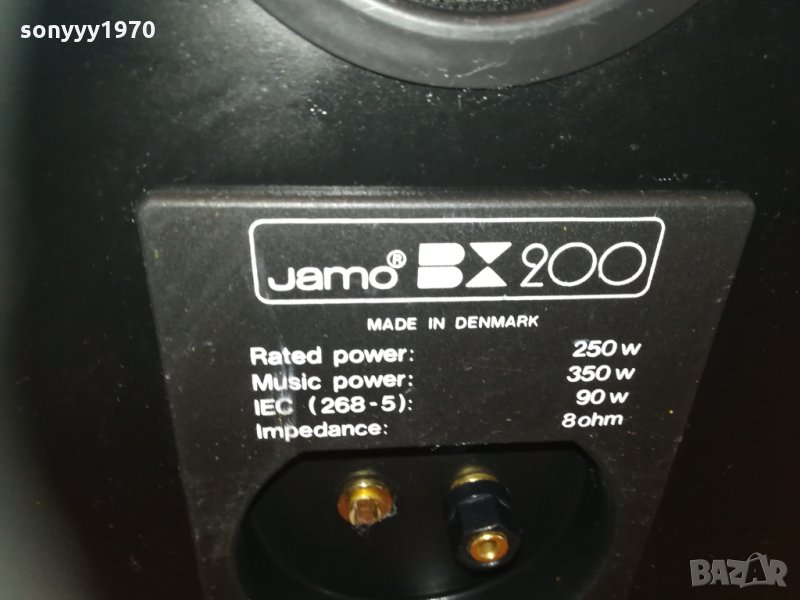 sonyyy1970
Jamo® BX 200
MADE IN DENMARK
Rated power: 250 w
Music power: 350 w
IEC (268-5): 90 w
Impedance: 8 ohm
BAZAR